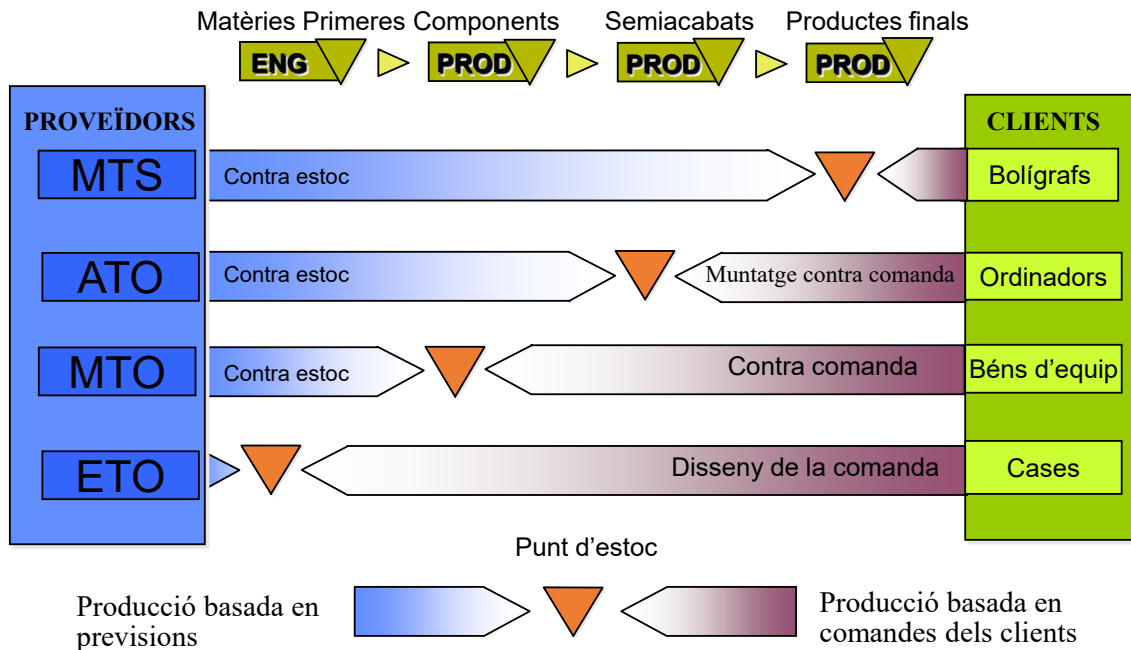 Matèries Primeres Components Semiacabats Productes finals
ENG PROD PROD PROD
PROVEÏDORS CLIENTS
MTS Contra estoc Bolígrafs
ATO Contra estoc Muntatge contra comanda Ordinadors
MTO Contra estoc Contra comanda Béns d'equip
ETO Disseny de la comanda Cases
Punt d'estoc
Producció basada en
previsions
Producció basada en
comandes dels clients